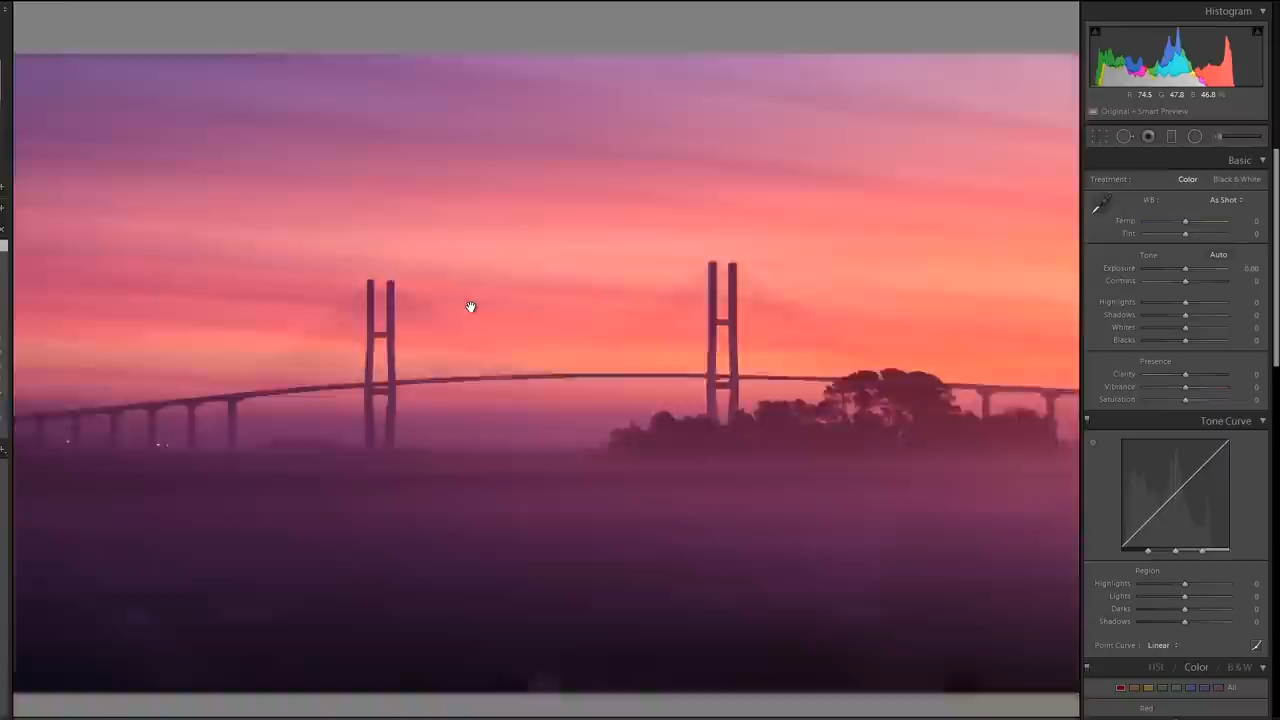 Histogram
R 74.5 G 47.8 B 46.8 %
Original + Smart Preview
Basic
Treatment : Color Black & White
WB : As Shot
Temp 0
Tint 0
Tone Auto
Exposure 0.00
Contrast 0
Highlights 0
Shadows 0
Whites 0
Blacks 0
Presence
Clarity 0
Vibrance 0
Saturation 0
Tone Curve
Region
Highlights 0
Lights 0
Darks 0
Shadows 0
Point Curve : Linear
HSL / Color / B & W
All
Red